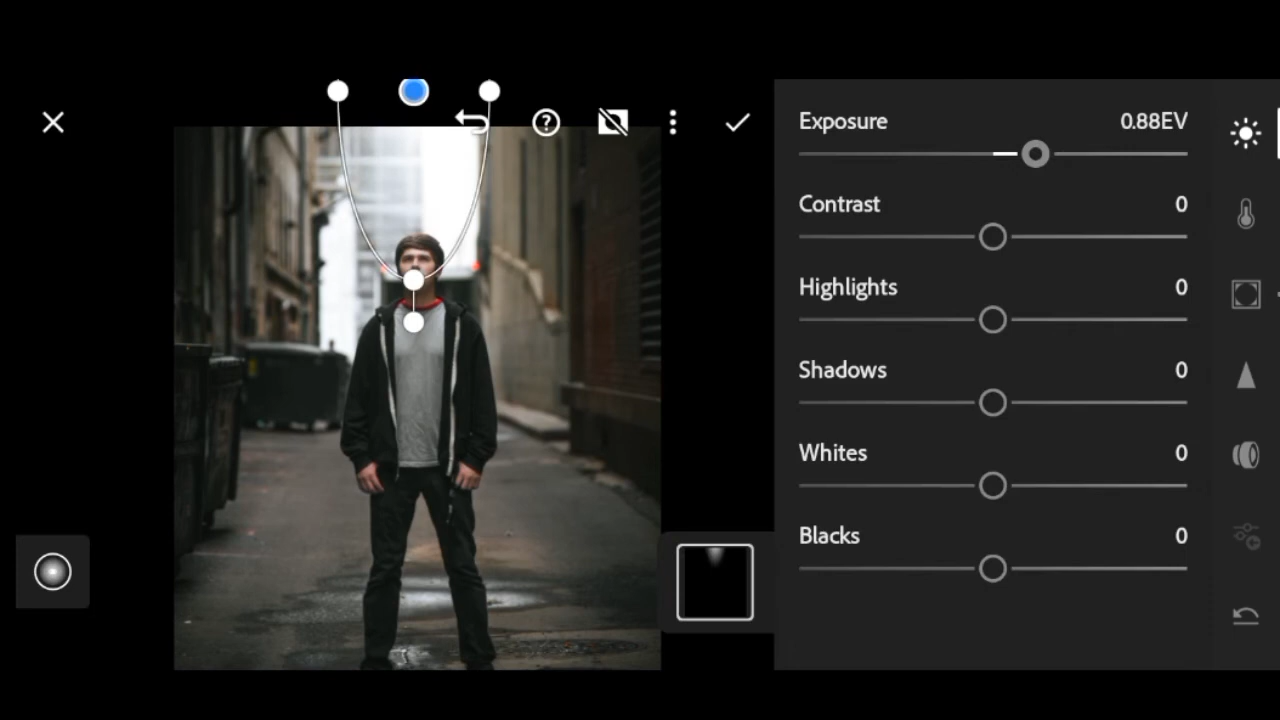 Exposure 0.88EV
Contrast 0
Highlights 0
Shadows 0
Whites 0
Blacks 0